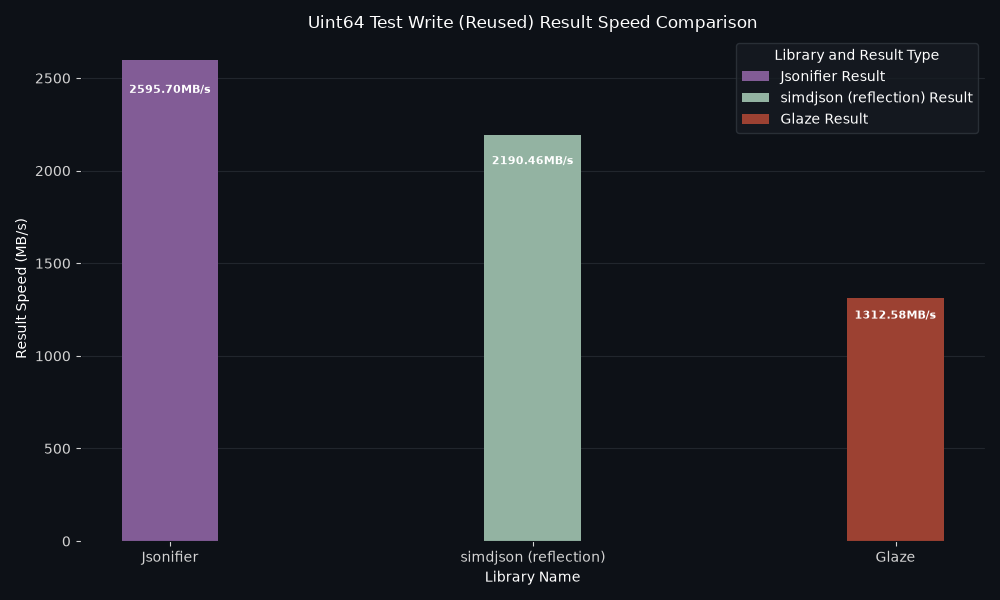 Uint64 Test Write (Reused) Result Speed Comparison
Library and Result Type
Jsonifier Result
simdjson (reflection) Result
Glaze Result
Result Speed (MB/s)
2500
2000
1500
1000
500
0
2595.70MB/s
2190.46MB/s
1312.58MB/s
Jsonifier
simdjson (reflection)
Glaze
Library Name